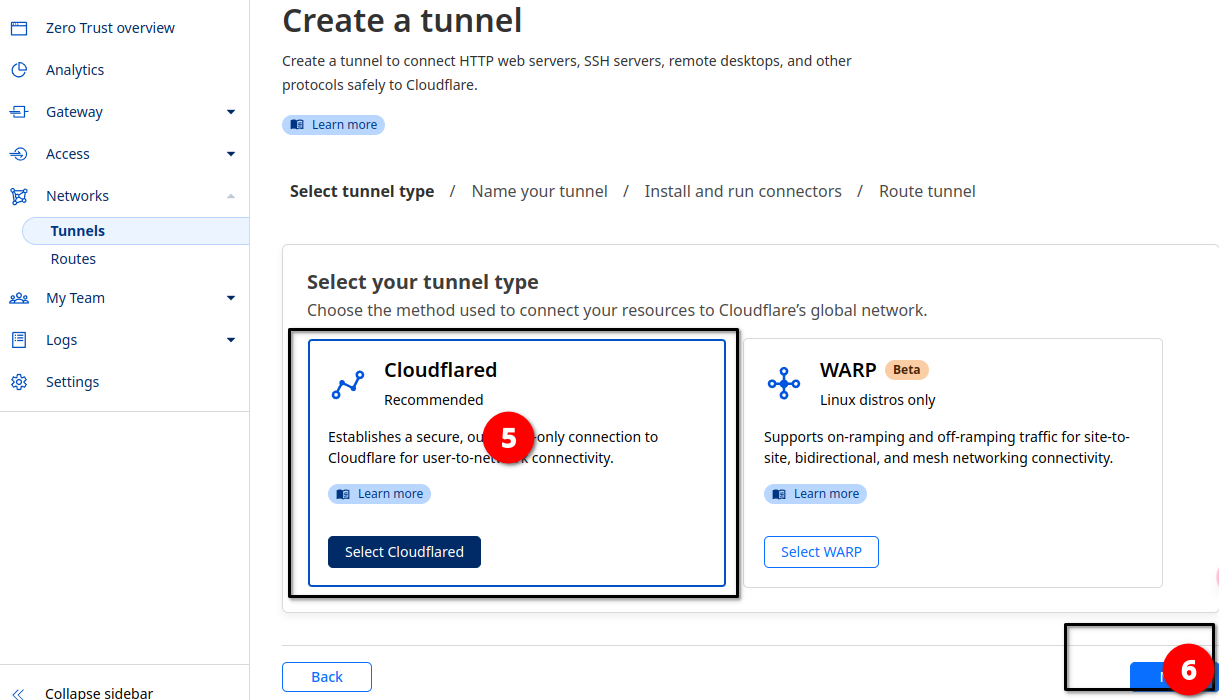 Zero Trust overview
Analytics
Gateway
Access
Networks
Tunnels
Routes
My Team
Logs
Settings
Collapse sidebar
Create a tunnel
Create a tunnel to connect HTTP web servers, SSH servers, remote desktops, and other
protocols safely to Cloudflare.
Learn more
Select tunnel type / Name your tunnel / Install and run connectors / Route tunnel
Select your tunnel type
Choose the method used to connect your resources to Cloudflare’s global network.
Cloudflared
Recommended
Establishes a secure, 5 -only connection to
Cloudflare for user-to-network connectivity.
Learn more
Select Cloudflared
WARP Beta
Linux distros only
Supports on-ramping and off-ramping traffic for site-to-
site, bidirectional, and mesh networking connectivity.
Learn more
Select WARP
Back
6